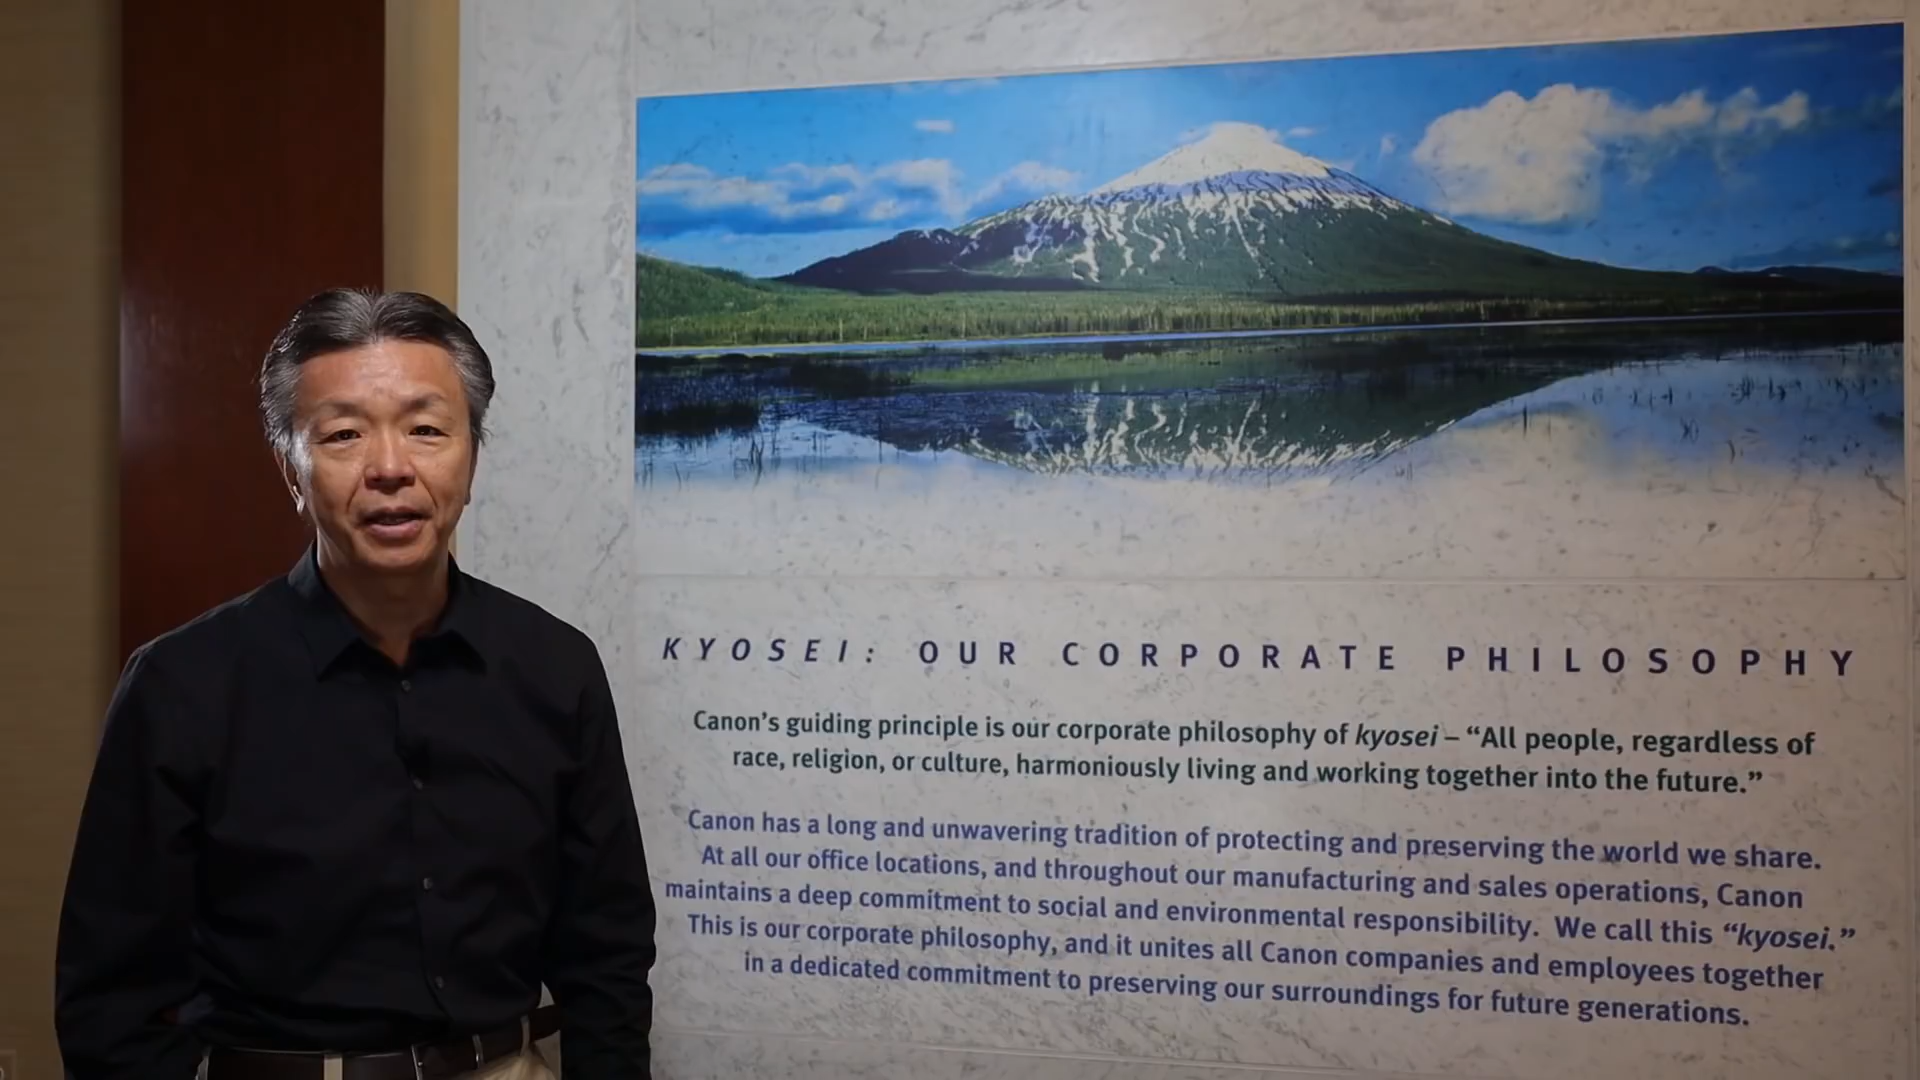 KYOSEI: OUR CORPORATE PHILOSOPHY
Canon's guiding principle is our corporate philosophy of kyosei – “All people, regardless of
race, religion, or culture, harmoniously living and working together into the future.”
Canon has a long and unwavering tradition of protecting and preserving the world we share.
At all our office locations, and throughout our manufacturing and sales operations, Canon
maintains a deep commitment to social and environmental responsibility. We call this “kyosei.”
This is our corporate philosophy, and it unites all Canon companies and employees together
in a dedicated commitment to preserving our surroundings for future generations.